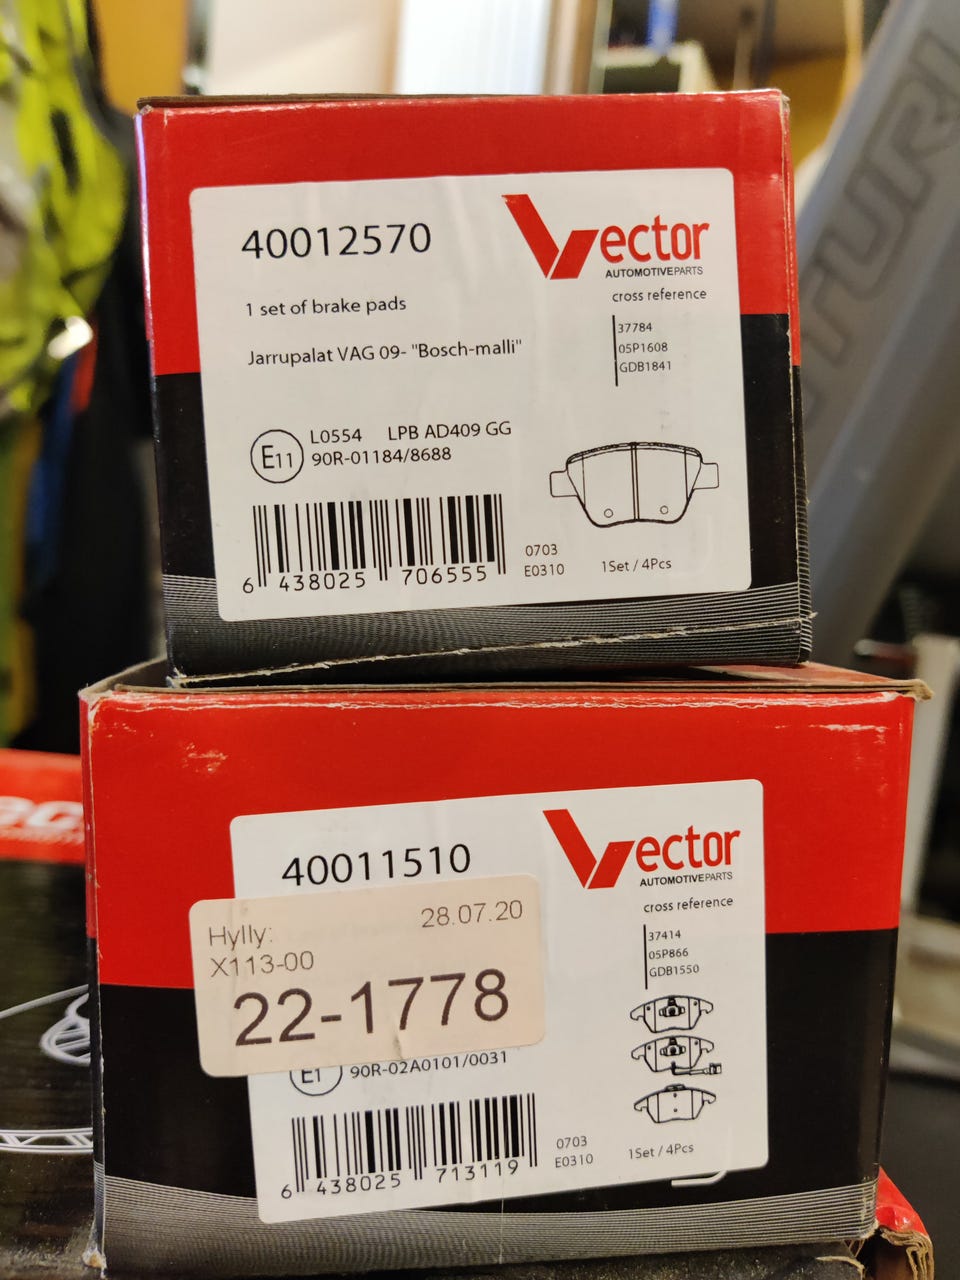 40012570
Vector
AUTOMOTIVEPARTS
cross reference
1 set of brake pads
37784
05P1608
GDB1841
Jarrupalat VAG 09- "Bosch-malli"
E11
L0554 LPB AD409 GG
90R-01184/8688
6 438025 706555
0703
E0310
1Set / 4Pcs
40011510
Vector
AUTOMOTIVEPARTS
cross reference
37414
05P866
GDB1550
28.07.20
Hylly:
X113-00
22-1778
E1
90R-02A0101/0031
6 438025 713119
0703
E0310
1Set / 4Pcs
TURI